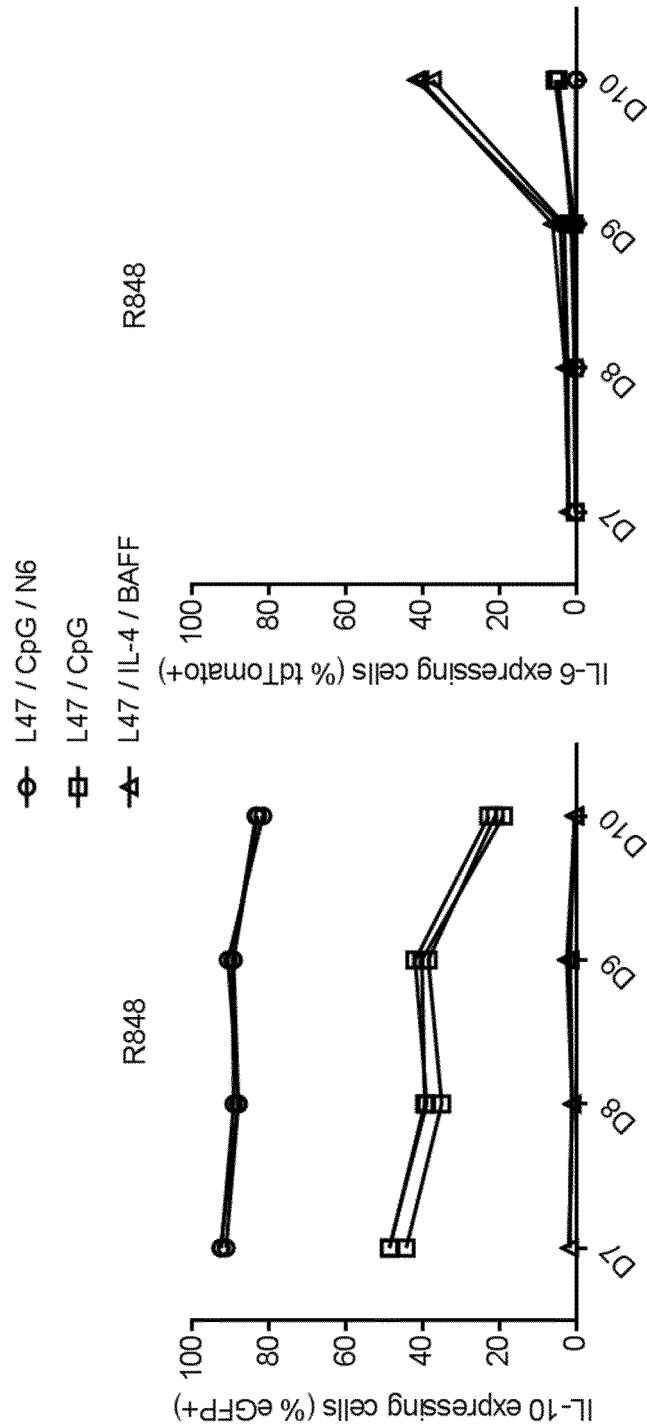 L47 / CpG / N6
L47 / CpG
L47 / IL-4 / BAFF
R848
IL-10 expressing cells (% eGFP+)
100
80
60
40
20
0
D7
D8
D9
D10
R848
IL-6 expressing cells (% tdTomato+)
100
80
60
40
20
0
D7
D8
D9
D10